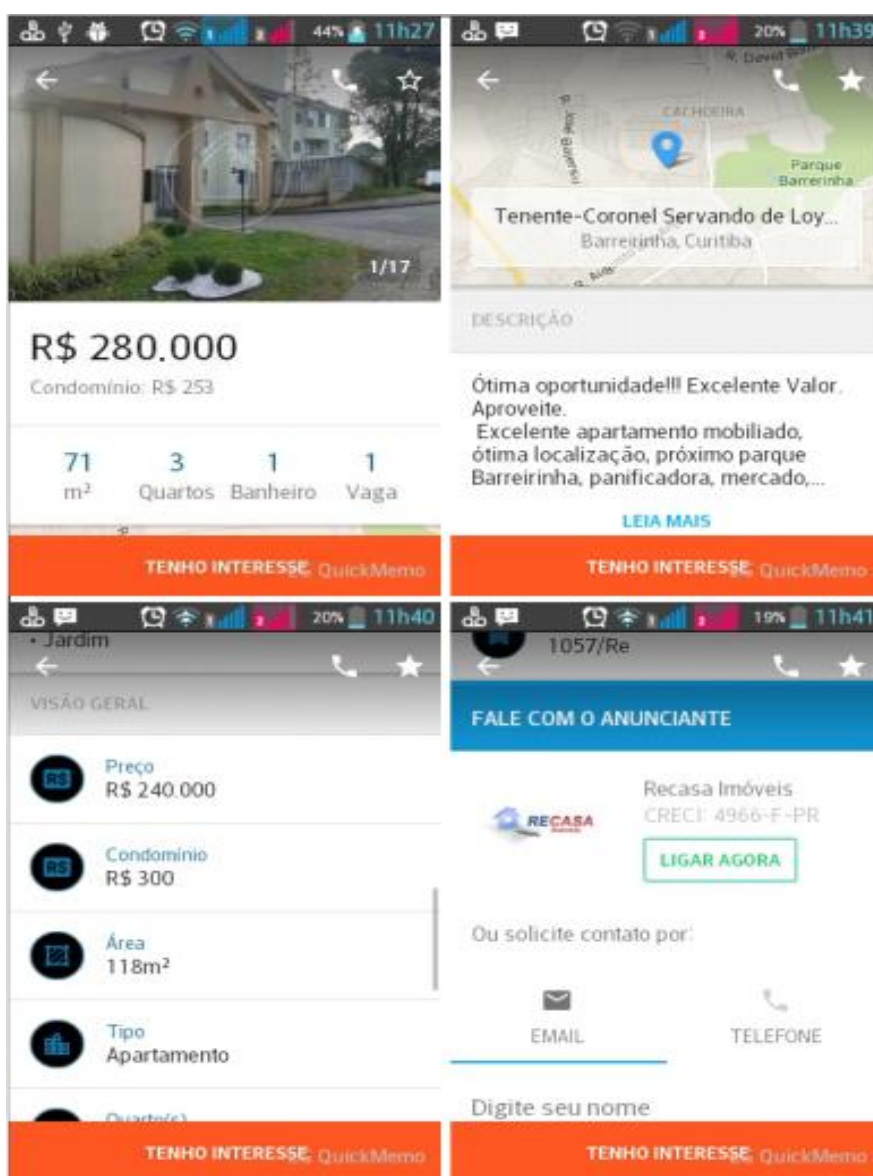 44% 11h27
1/17
R$ 280.000
Condomínio: R$ 253
71 3 1 1
m² Quartos Banheiro Vaga
TENHO INTERESSE QuickMemo
20% 11h39
CACHOEIRA
Parque
Barreirinha
Tenente-Coronel Servando de Loy...
Barreirinha, Curitiba
DESCRIÇÃO
Ótima oportunidade!!! Excelente Valor.
Aproveite.
Excelente apartamento mobiliado,
ótima localização, próximo parque
Barreirinha, panificadora, mercado,...
LEIA MAIS
TENHO INTERESSE QuickMemo
20% 11h40
• Jardim
VISÃO GERAL
Preço
R$ 240.000
Condomínio
R$ 300
Área
118m²
Tipo
Apartamento
Quarto(s)
TENHO INTERESSE QuickMemo
19% 11h41
1057/Re
FALE COM O ANUNCIANTE
RECASA
Recasa Imóveis
CRECI: 4966-F-PR
LIGAR AGORA
Ou solicite contato por:
EMAIL TELEFONE
Digite seu nome
TENHO INTERESSE QuickMemo